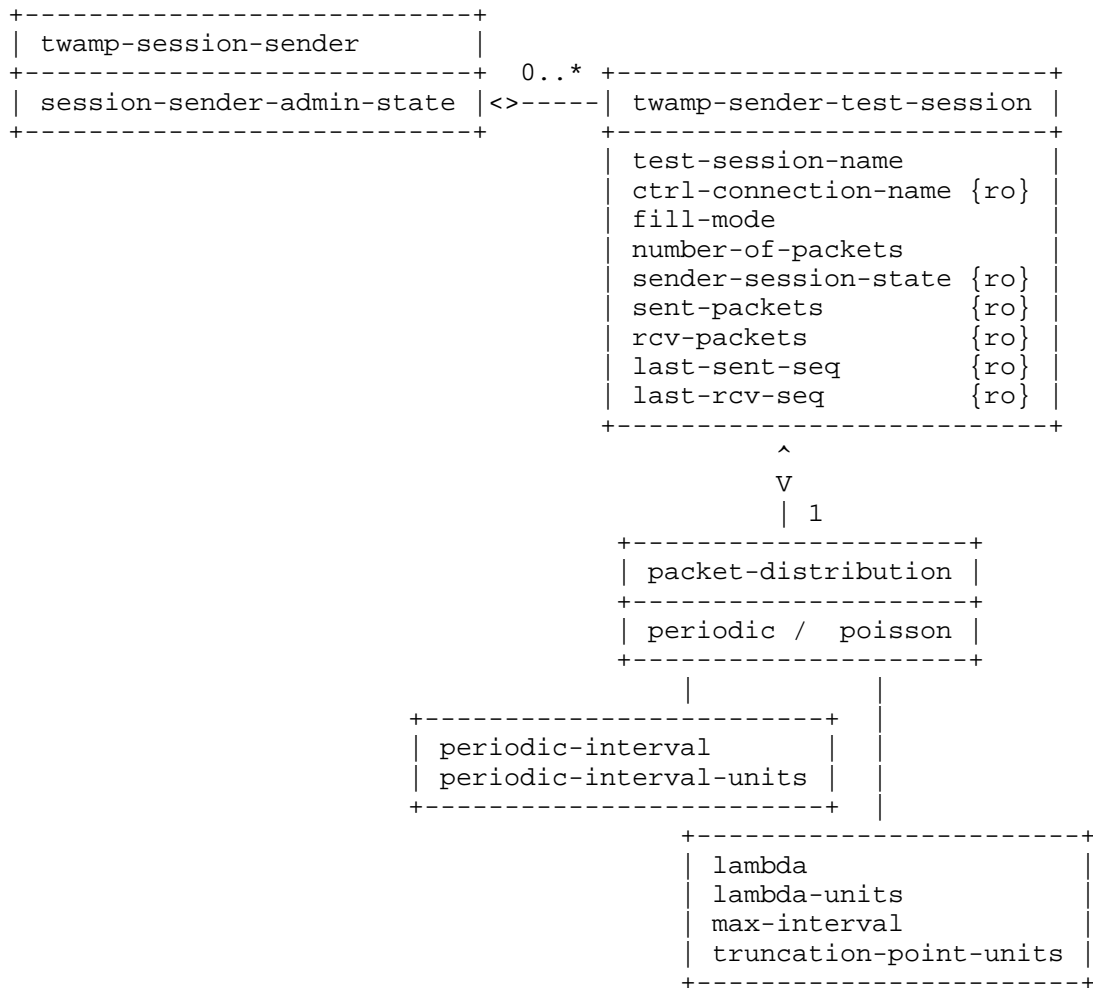 twamp-session-sender
0..*
session-sender-admin-state
twamp-sender-test-session
test-session-name
ctrl-connection-name {ro}
fill-mode
number-of-packets
sender-session-state {ro}
sent-packets {ro}
rcv-packets {ro}
last-sent-seq {ro}
last-rcv-seq {ro}
1
packet-distribution
periodic / poisson
periodic-interval
periodic-interval-units
lambda
lambda-units
max-interval
truncation-point-units